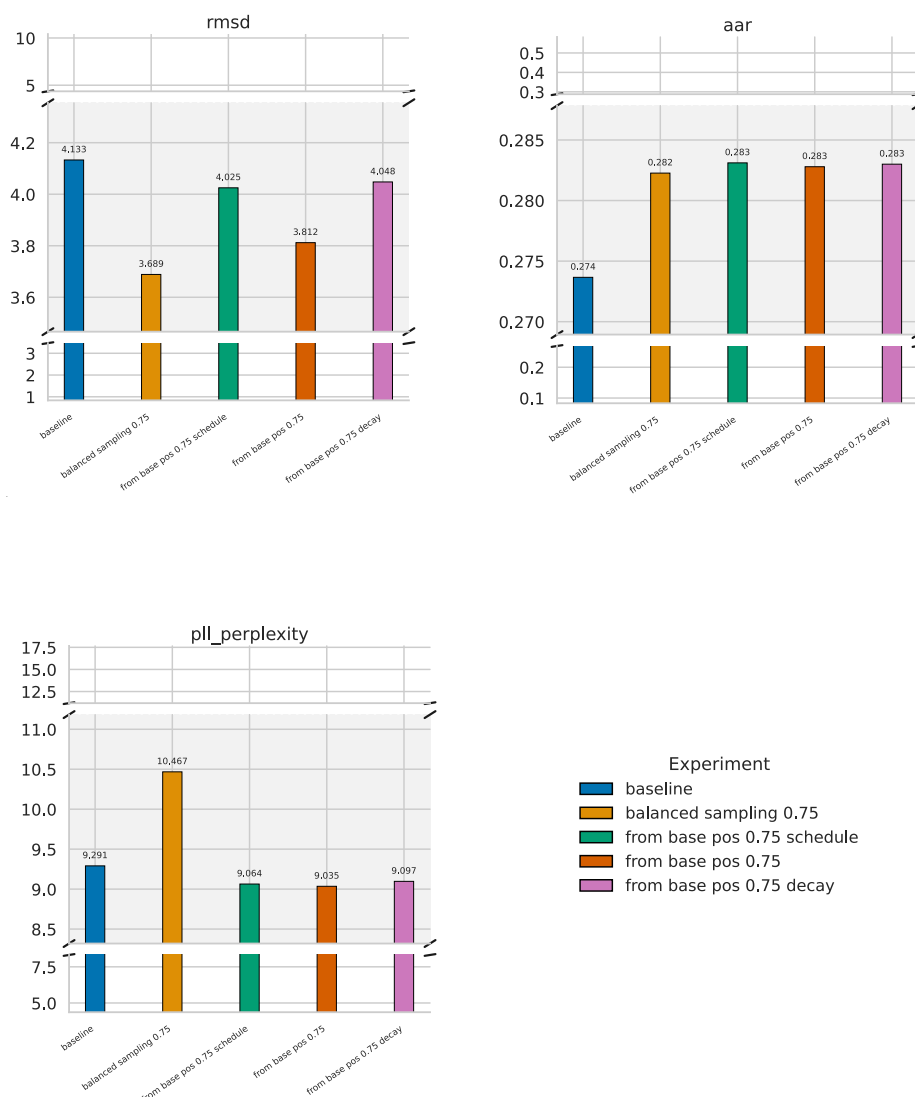 rmsd
10
5
4.2
4.0
3.8
3.6
3
2
1
4.133
3.689
4.025
3.812
4.048
baseline
balanced sampling 0.75
from base pos 0.75 schedule
from base pos 0.75
from base pos 0.75 decay
aar
0.5
0.4
0.3
0.285
0.280
0.275
0.270
0.2
0.1
0.274
0.282
0.283
0.283
0.283
baseline
balanced sampling 0.75
from base pos 0.75 schedule
from base pos 0.75
from base pos 0.75 decay
pll_perplexity
17.5
15.0
12.5
11.0
10.5
10.0
9.5
9.0
8.5
7.5
5.0
9.291
10.467
9.064
9.035
9.097
baseline
balanced sampling 0.75
from base pos 0.75 schedule
from base pos 0.75
from base pos 0.75 decay
Experiment
baseline
balanced sampling 0.75
from base pos 0.75 schedule
from base pos 0.75
from base pos 0.75 decay